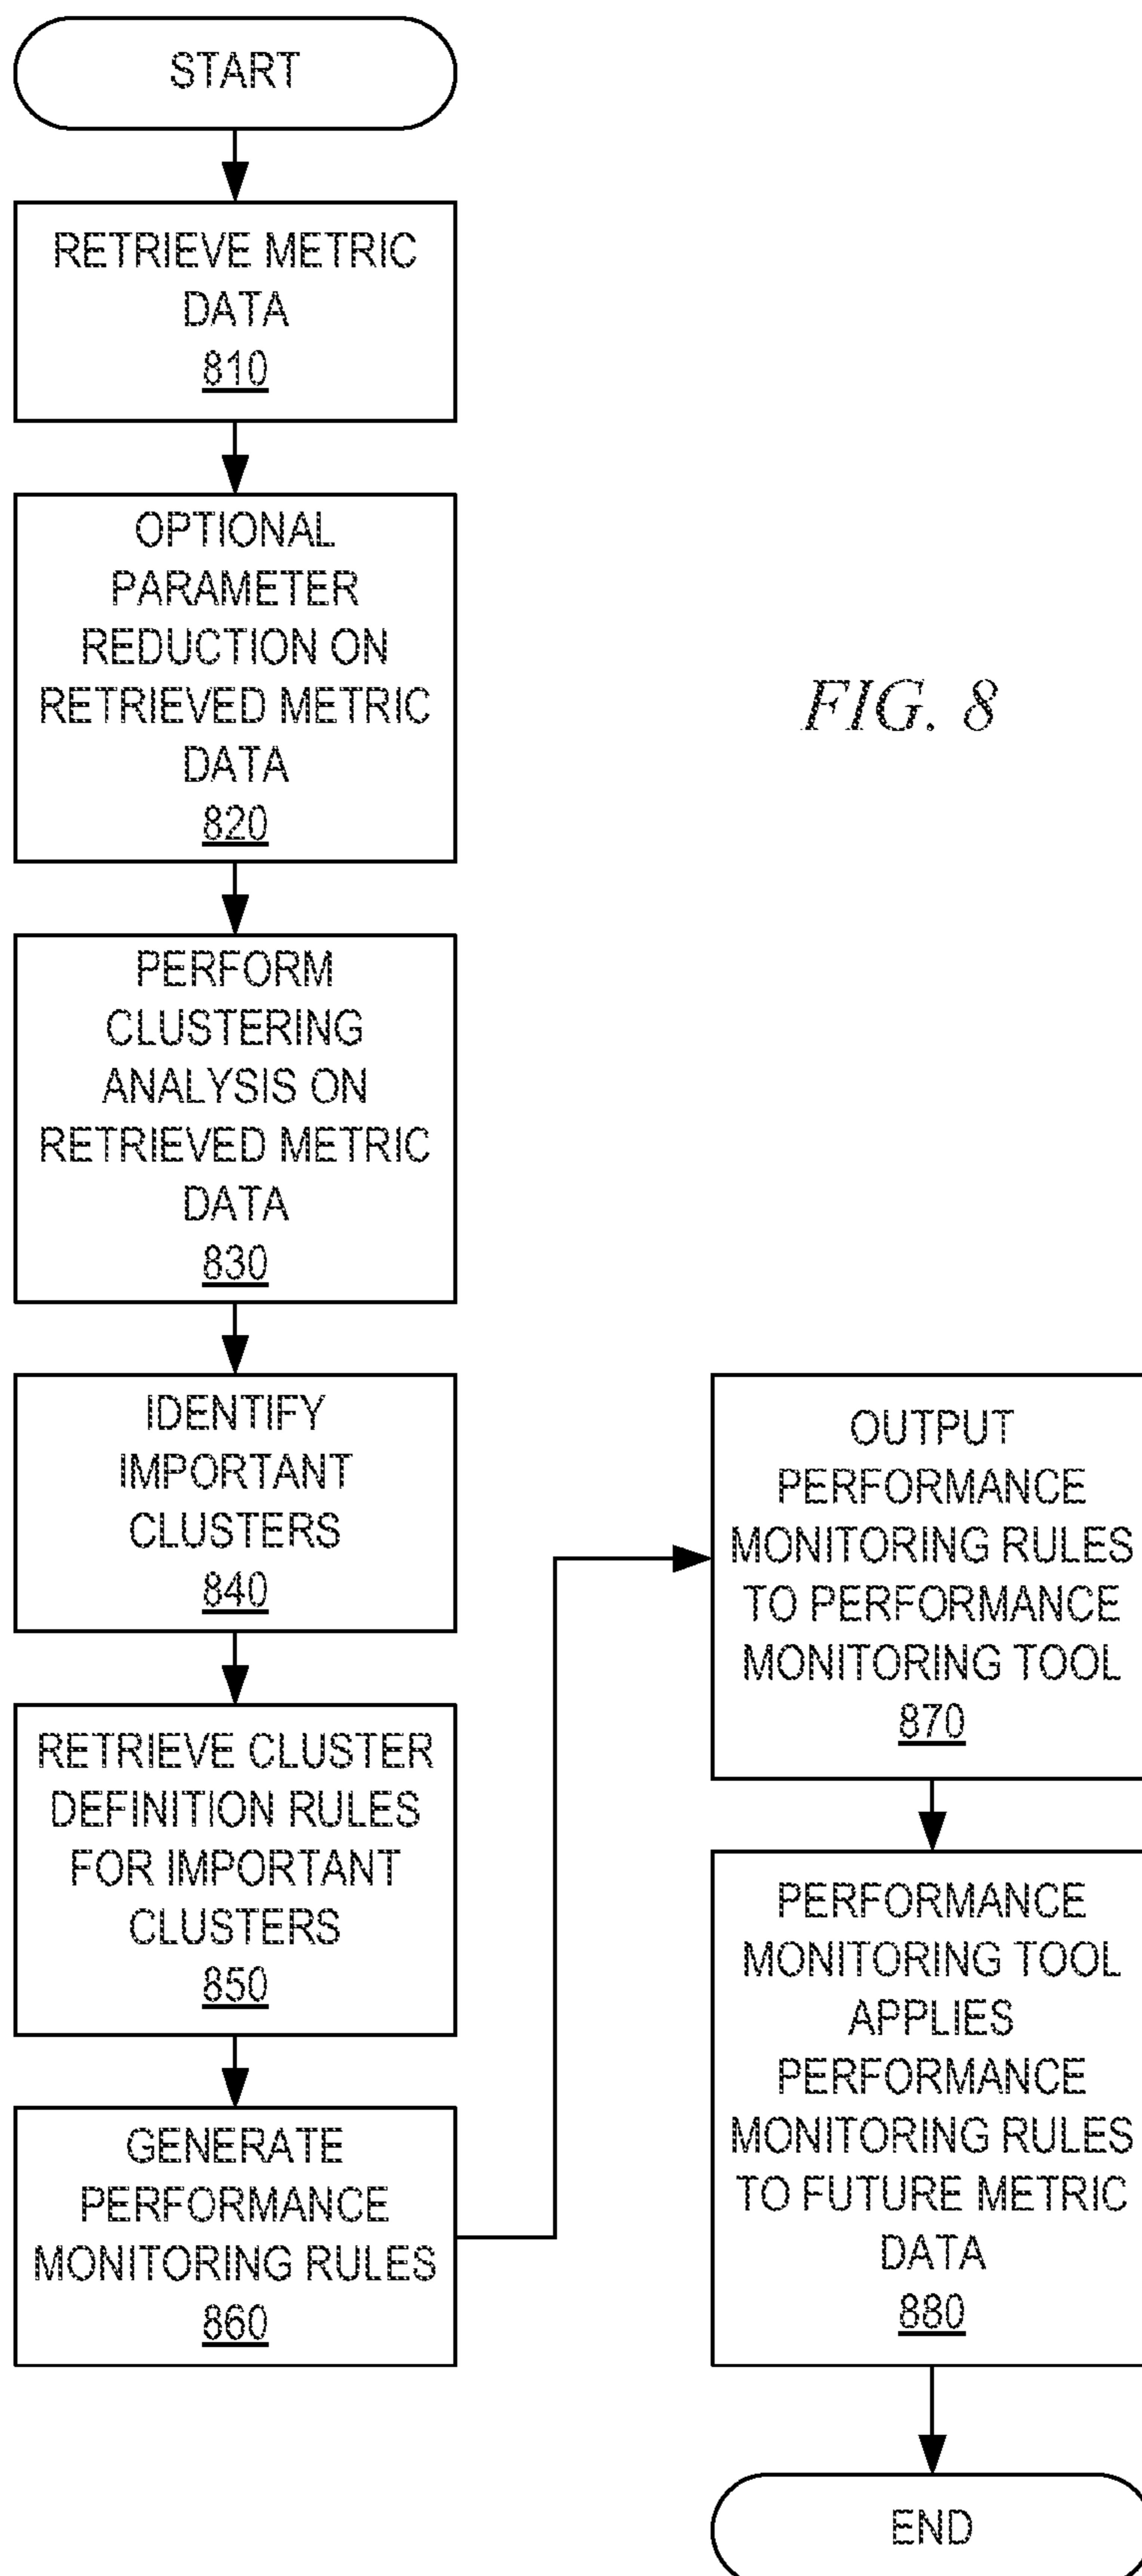 START
RETRIEVE METRIC
DATA
810
OPTIONAL
PARAMETER
REDUCTION ON
RETRIEVED METRIC
DATA
820
PERFORM
CLUSTERING
ANALYSIS ON
RETRIEVED METRIC
DATA
830
IDENTIFY
IMPORTANT
CLUSTERS
840
RETRIEVE CLUSTER
DEFINITION RULES
FOR IMPORTANT
CLUSTERS
850
GENERATE
PERFORMANCE
MONITORING RULES
860
OUTPUT
PERFORMANCE
MONITORING RULES
TO PERFORMANCE
MONITORING TOOL
870
PERFORMANCE
MONITORING TOOL
APPLIES
PERFORMANCE
MONITORING RULES
TO FUTURE METRIC
DATA
880
END
FIG. 8